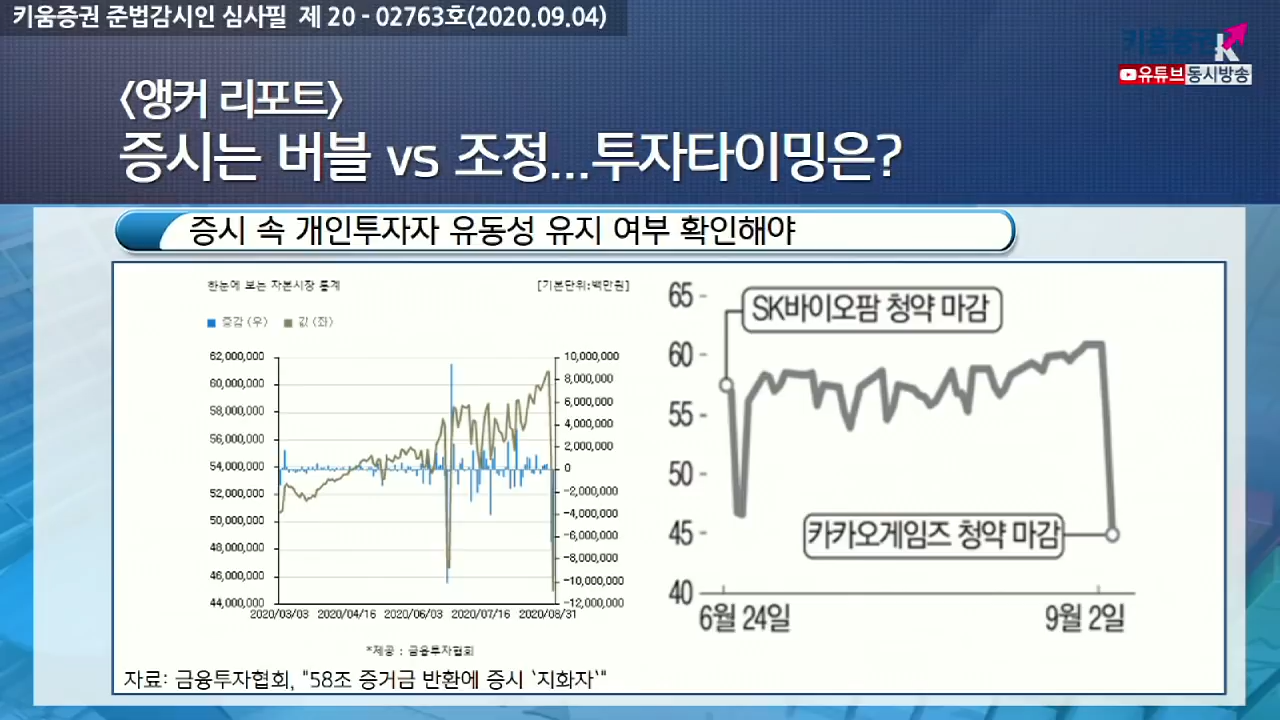 키움증권 준법감시인 심사필 제 20 - 02763호(2020.09.04)
키움증권
유튜브 동시방송
<앵커 리포트>
증시는 버블 vs 조정...투자타이밍은?
증시 속 개인투자자 유동성 유지 여부 확인해야
한눈에 보는 자본시장 통계
[기본단위:백만원]
증감 (우) 값 (좌)
62,000,000
60,000,000
58,000,000
56,000,000
54,000,000
52,000,000
50,000,000
48,000,000
46,000,000
44,000,000
10,000,000
8,000,000
6,000,000
4,000,000
2,000,000
0
-2,000,000
-4,000,000
-6,000,000
-8,000,000
-10,000,000
-12,000,000
2020/03/03 2020/04/16 2020/06/03 2020/07/16 2020/08/31
*제공 : 금융투자협회
65
60
55
50
45
40
SK바이오팜 청약 마감
카카오게임즈 청약 마감
6월 24일 9월 2일
자료: 금융투자협회, "58조 증거금 반환에 증시 '지화자'"